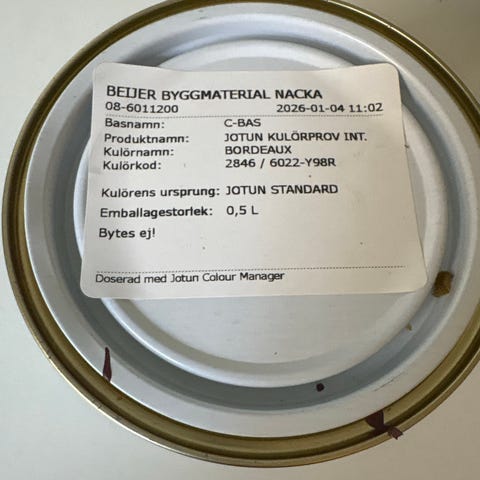 BEIJER BYGGMATERIAL NACKA
08-6011200 2026-01-04 11:02
Basnamn: C-BAS
Produktnamn: JOTUN KULÖRPROV INT.
Kulörnamn: BORDEAUX
Kulörkod: 2846 / 6022-Y98R
Kulörens ursprung: JOTUN STANDARD
Emballagestorlek: 0,5 L
Bytes ej!
Doserad med Jotun Colour Manager